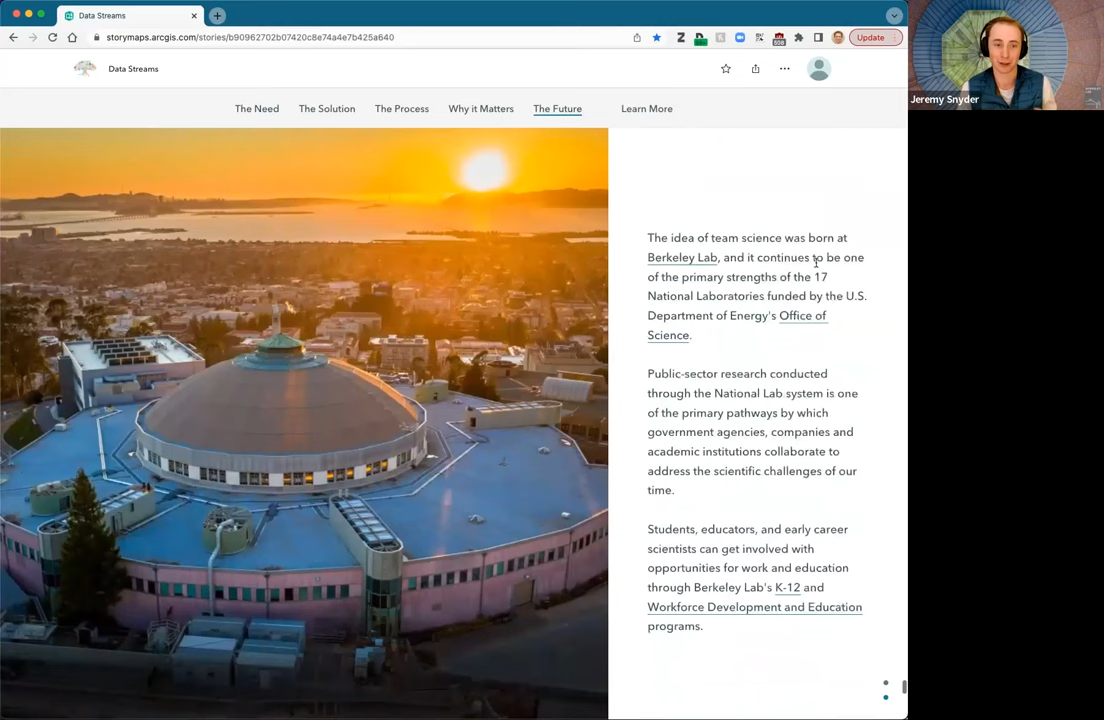 Data Streams
storymaps.arcgis.com/stories/b90962702b07420c8e74a4e7b425a640
Update
Jeremy Snyder
Data Streams
The Need
The Solution
The Process
Why it Matters
The Future
Learn More
The idea of team science was born at
Berkeley Lab, and it continues to be one
of the primary strengths of the 17
National Laboratories funded by the U.S.
Department of Energy's Office of
Science.
Public-sector research conducted
through the National Lab system is one
of the primary pathways by which
government agencies, companies and
academic institutions collaborate to
address the scientific challenges of our
time.
Students, educators, and early career
scientists can get involved with
opportunities for work and education
through Berkeley Lab's K-12 and
Workforce Development and Education
programs.